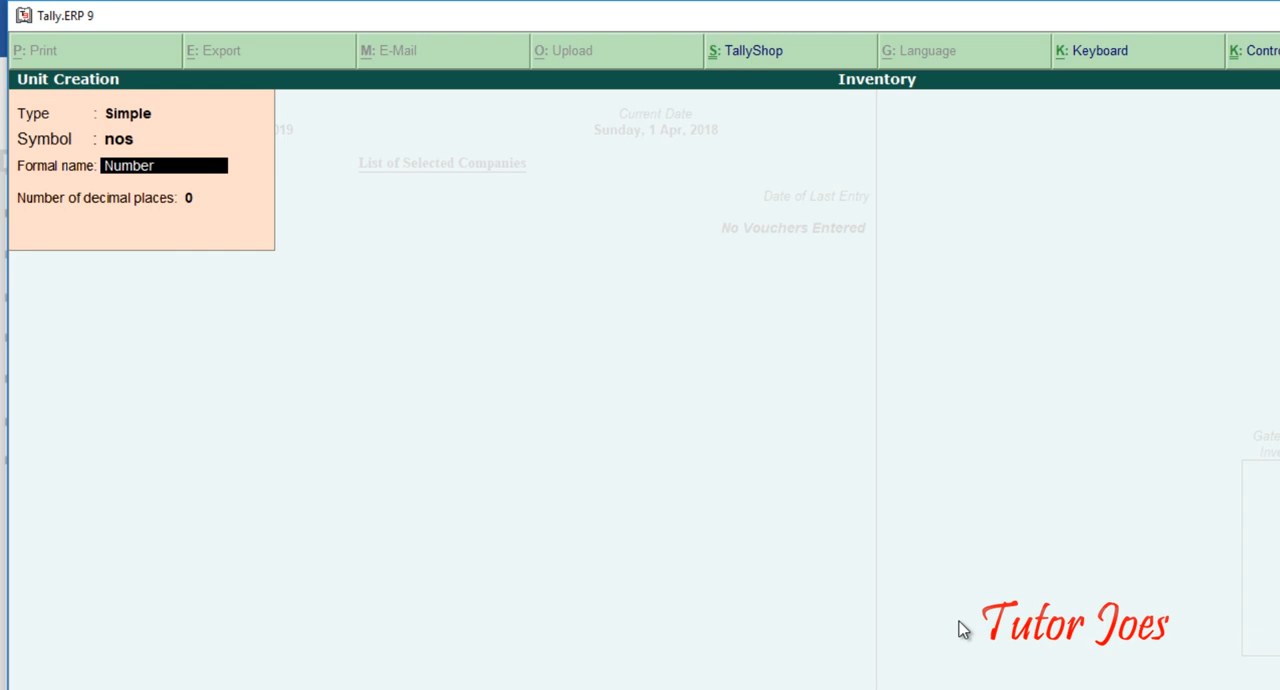 Tally.ERP 9
P: Print E: Export M: E-Mail O: Upload S: TallyShop G: Language K: Keyboard K:
Unit Creation Inventory
Type : Simple
Symbol : nos
Formal name: Number
Number of decimal places: 0
019
Current Date
Sunday, 1 Apr, 2018
List of Selected Companies
Date of Last Entry
No Vouchers Entered
Tutor Joes